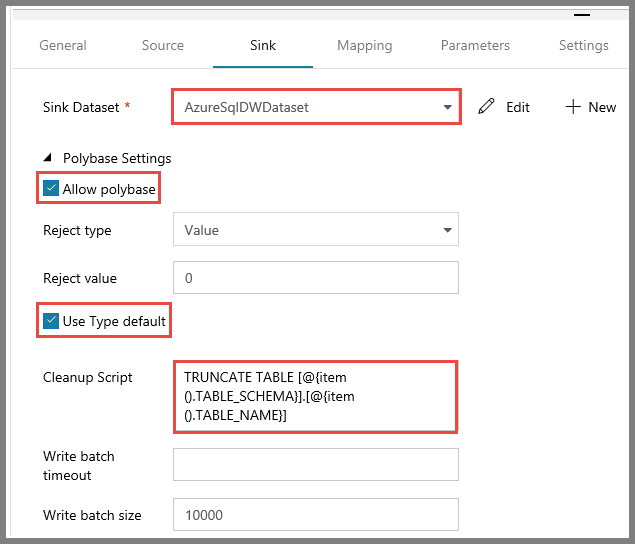 General Source Sink Mapping Parameters Settings
Sink Dataset * AzureSqlDWDataset Edit + New
Polybase Settings
Allow polybase
Reject type Value
Reject value 0
Use Type default
Cleanup Script TRUNCATE TABLE [@{item
().TABLE_SCHEMA}].[@{item
().TABLE_NAME}]
Write batch
timeout
Write batch size 10000